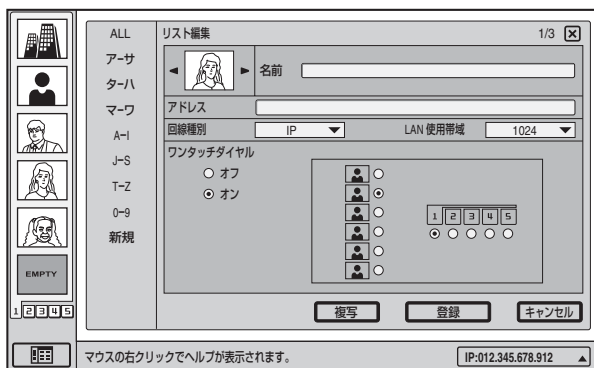 ALL
ア−サ
タ−ハ
マ−ワ
A−I
J−S
T−Z
0−9
新規
リスト編集 1/3
名前
アドレス
回線種別 IP LAN 使用帯域 1024
ワンタッチダイヤル
オフ
オン
1 2 3 4 5
EMPTY
1 2 3 4 5
複写 登録 キャンセル
マウスの右クリックでヘルプが表示されます。 IP:012.345.678.912